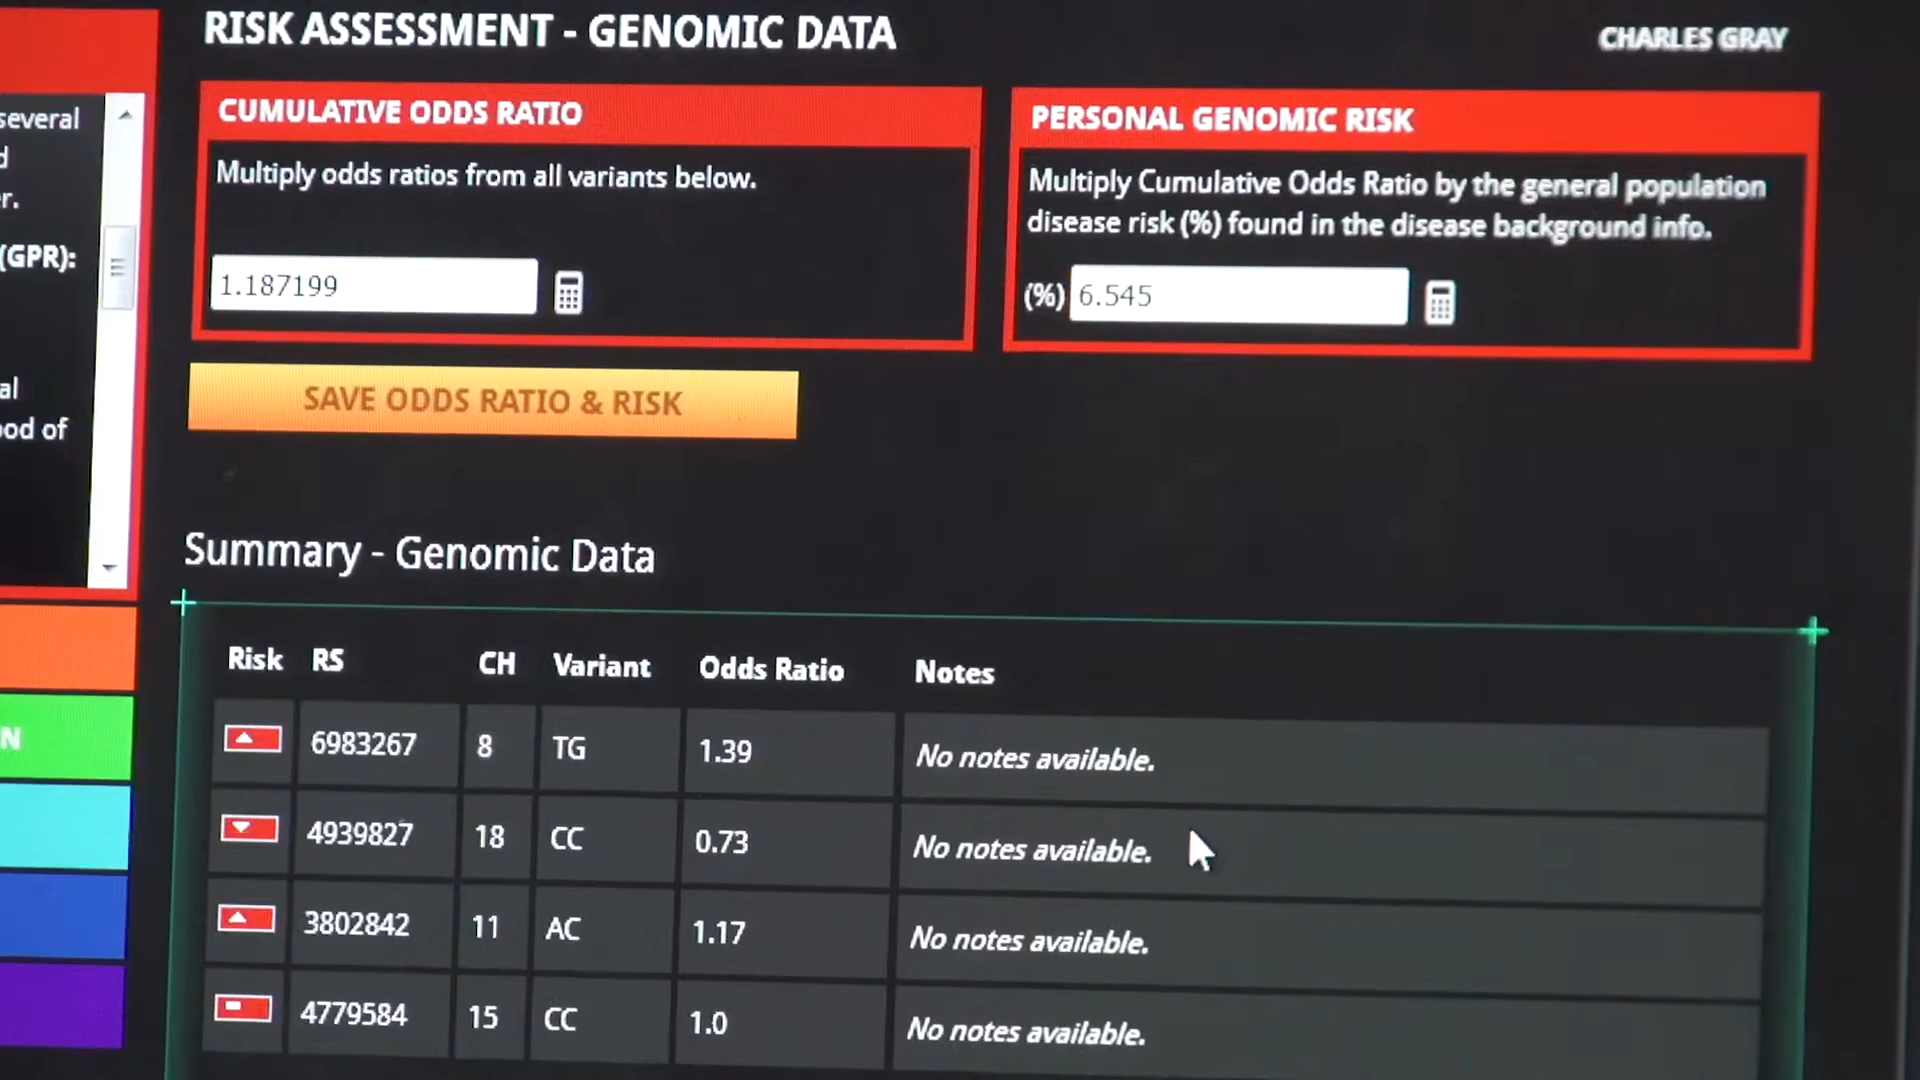 RISK ASSESSMENT - GENOMIC DATA
CHARLES GRAY
several
d
r.
(GPR):
al
ood of
N
CUMULATIVE ODDS RATIO
Multiply odds ratios from all variants below.
1.187199
PERSONAL GENOMIC RISK
Multiply Cumulative Odds Ratio by the general population
disease risk (%) found in the disease background info.
(%) 6.545
SAVE ODDS RATIO & RISK
Summary - Genomic Data
Risk RS CH Variant Odds Ratio Notes
6983267 8 TG 1.39 No notes available.
4939827 18 CC 0.73 No notes available.
3802842 11 AC 1.17 No notes available.
4779584 15 CC 1.0 No notes available.